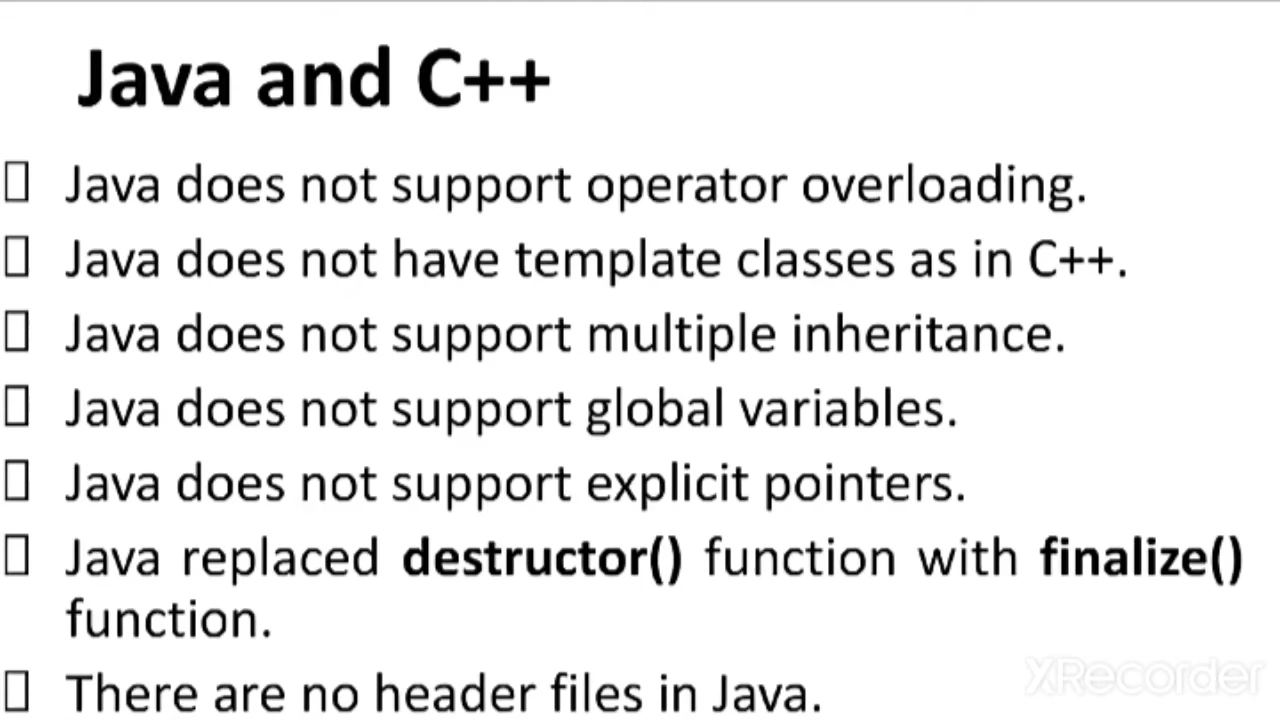 Java and C++
Java does not support operator overloading.
Java does not have template classes as in C++.
Java does not support multiple inheritance.
Java does not support global variables.
Java does not support explicit pointers.
Java replaced destructor() function with finalize()
function.
There are no header files in Java.
XRecorder